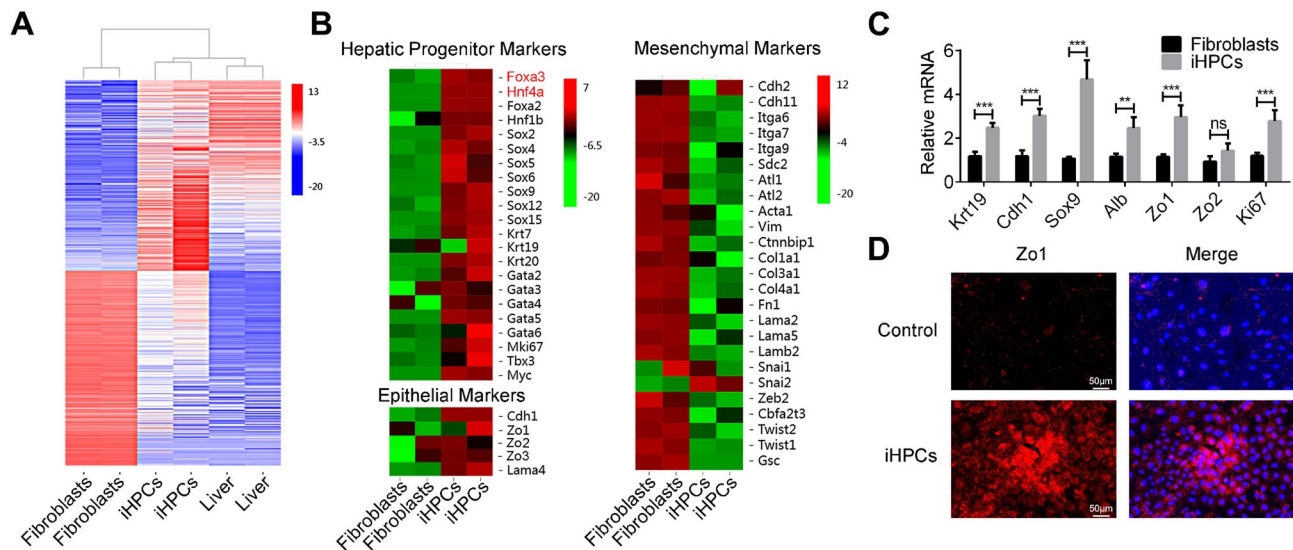 A
13
-3.5
-20
Fibroblasts
Fibroblasts
iHPCs
iHPCs
Liver
Liver
B
Hepatic Progenitor Markers
Foxa3
Hnf4a
Foxa2
Hnf1b
Sox2
Sox4
Sox5
Sox6
Sox9
Sox12
Sox15
Krt7
Krt19
Krt20
Gata2
Gata3
Gata4
Gata5
Gata6
Mki67
Tbx3
Myc
7
-6.5
-20
Epithelial Markers
Cdh1
Zo1
Zo2
Zo3
Lama4
Fibroblasts
Fibroblasts
iHPCs
iHPCs
Mesenchymal Markers
Cdh2
Cdh11
Itga6
Itga7
Itga9
Sdc2
Atl1
Atl2
Acta1
Vim
Ctnnbip1
Col1a1
Col3a1
Col4a1
Fn1
Lama2
Lama5
Lamb2
Snai1
Snai2
Zeb2
Cbfa2t3
Twist2
Twist1
Gsc
12
-4
-20
Fibroblasts
Fibroblasts
iHPCs
iHPCs
C
Relative mRNA
6
4
2
0
Fibroblasts
iHPCs
***
***
***
**
***
ns
***
Krt19
Cdh1
Sox9
Alb
Zo1
Zo2
Ki67
D
Zo1
Merge
Control
50μm
50μm
iHPCs
50μm
50μm